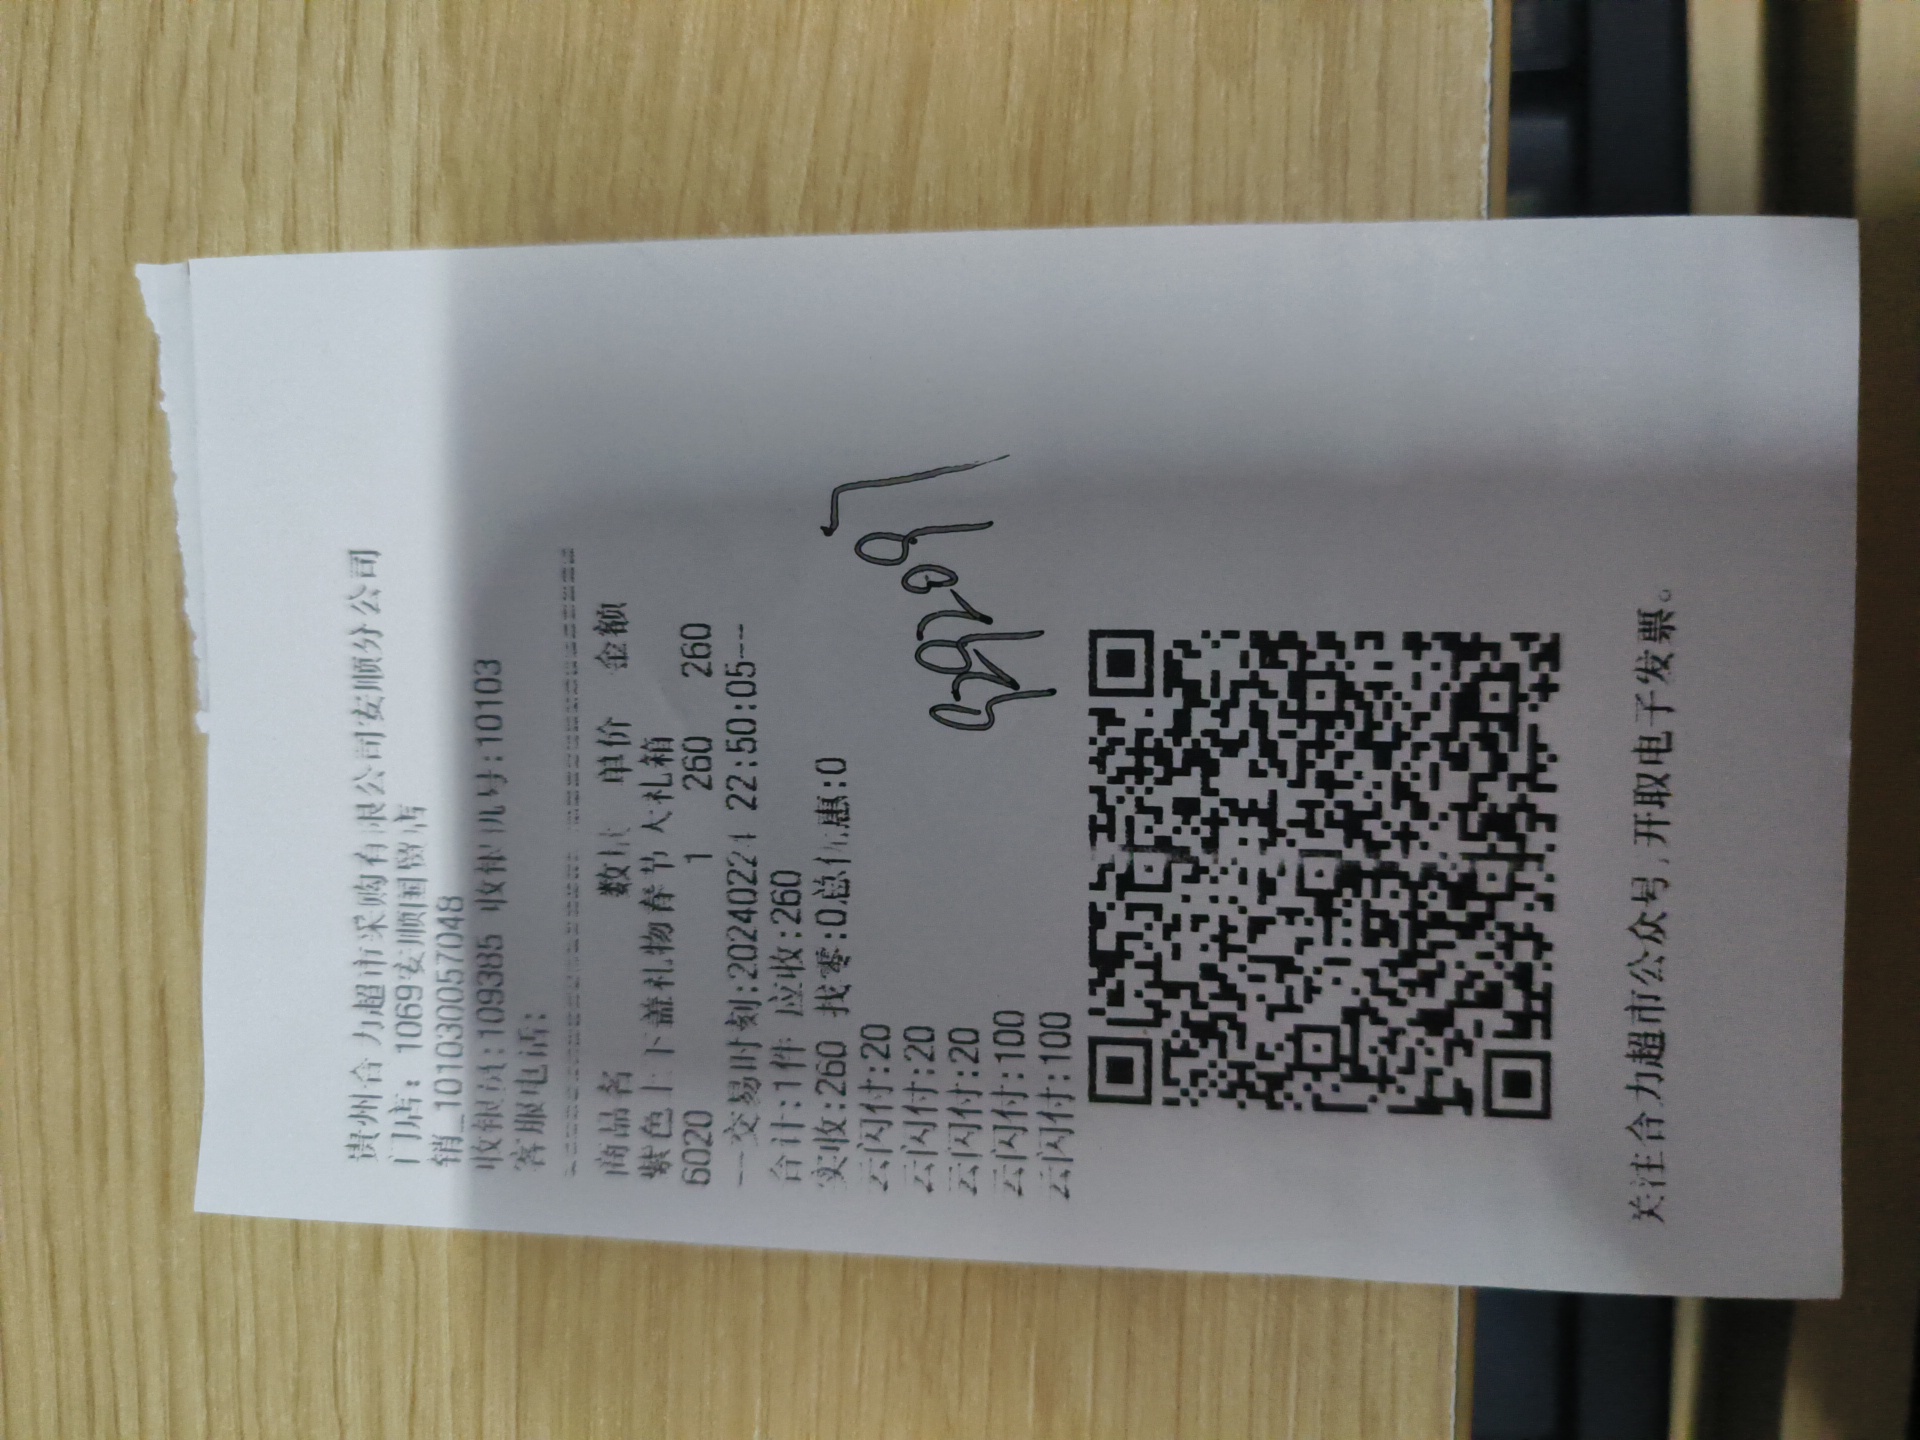 贵州合力超市采购有限公司安顺分公司
门店: 1069安顺国贸店
销_101030057048
收银员:109385 收银机号:10103
客服电话:
商品名 数量 单价 金额
紫色上下盖礼物春节大礼箱
6020 1 260 260
--交易时刻:20240224 22:50:05--
合计:1件 应收:260
实收:260 找零:0总优惠:0
云闪付:20
云闪付:20
云闪付:20
云闪付:100
云闪付:100
关注合力超市公众号,开取电子发票。